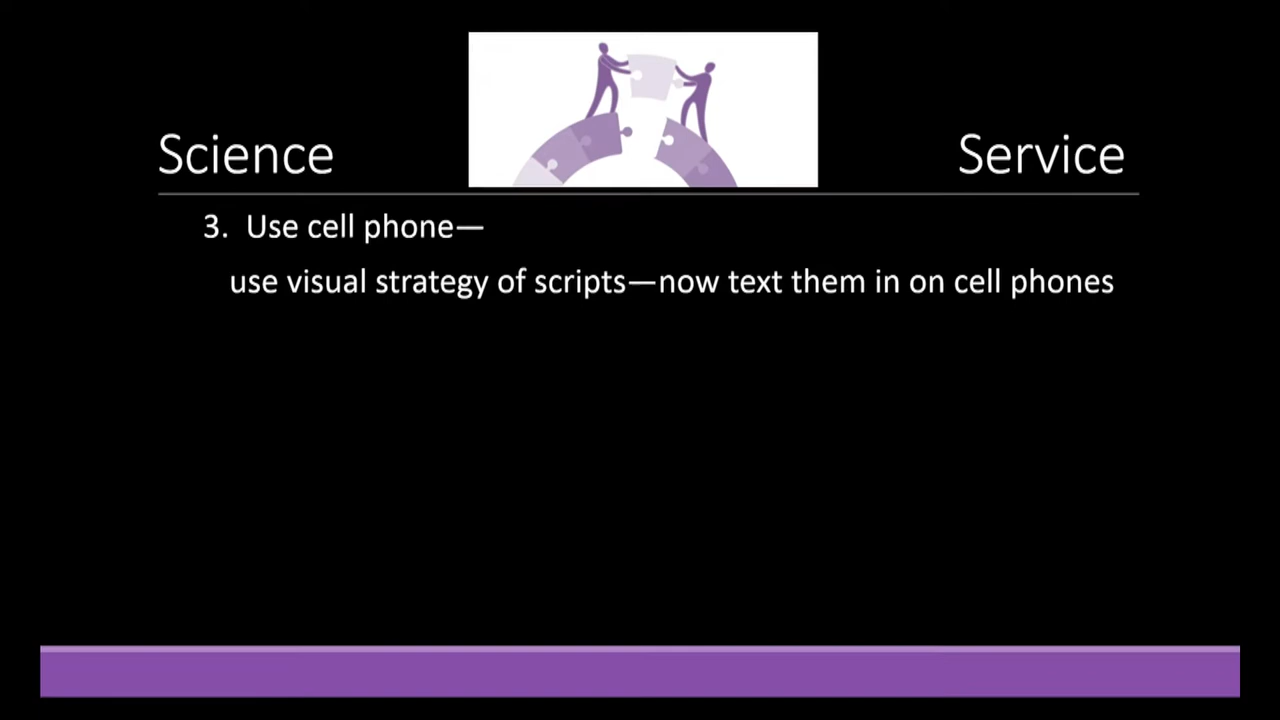 Science
Service
3. Use cell phone—
use visual strategy of scripts—now text them in on cell phones